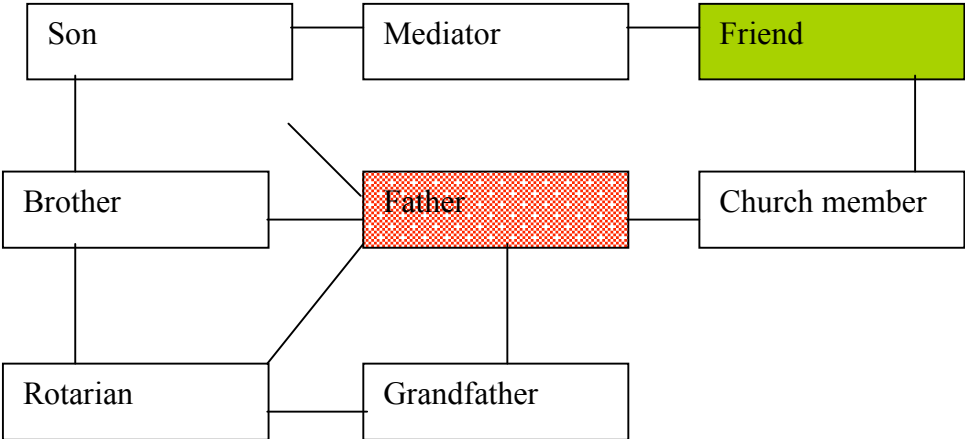 Son
Mediator
Friend
Brother
Father
Church member
Rotarian
Grandfather